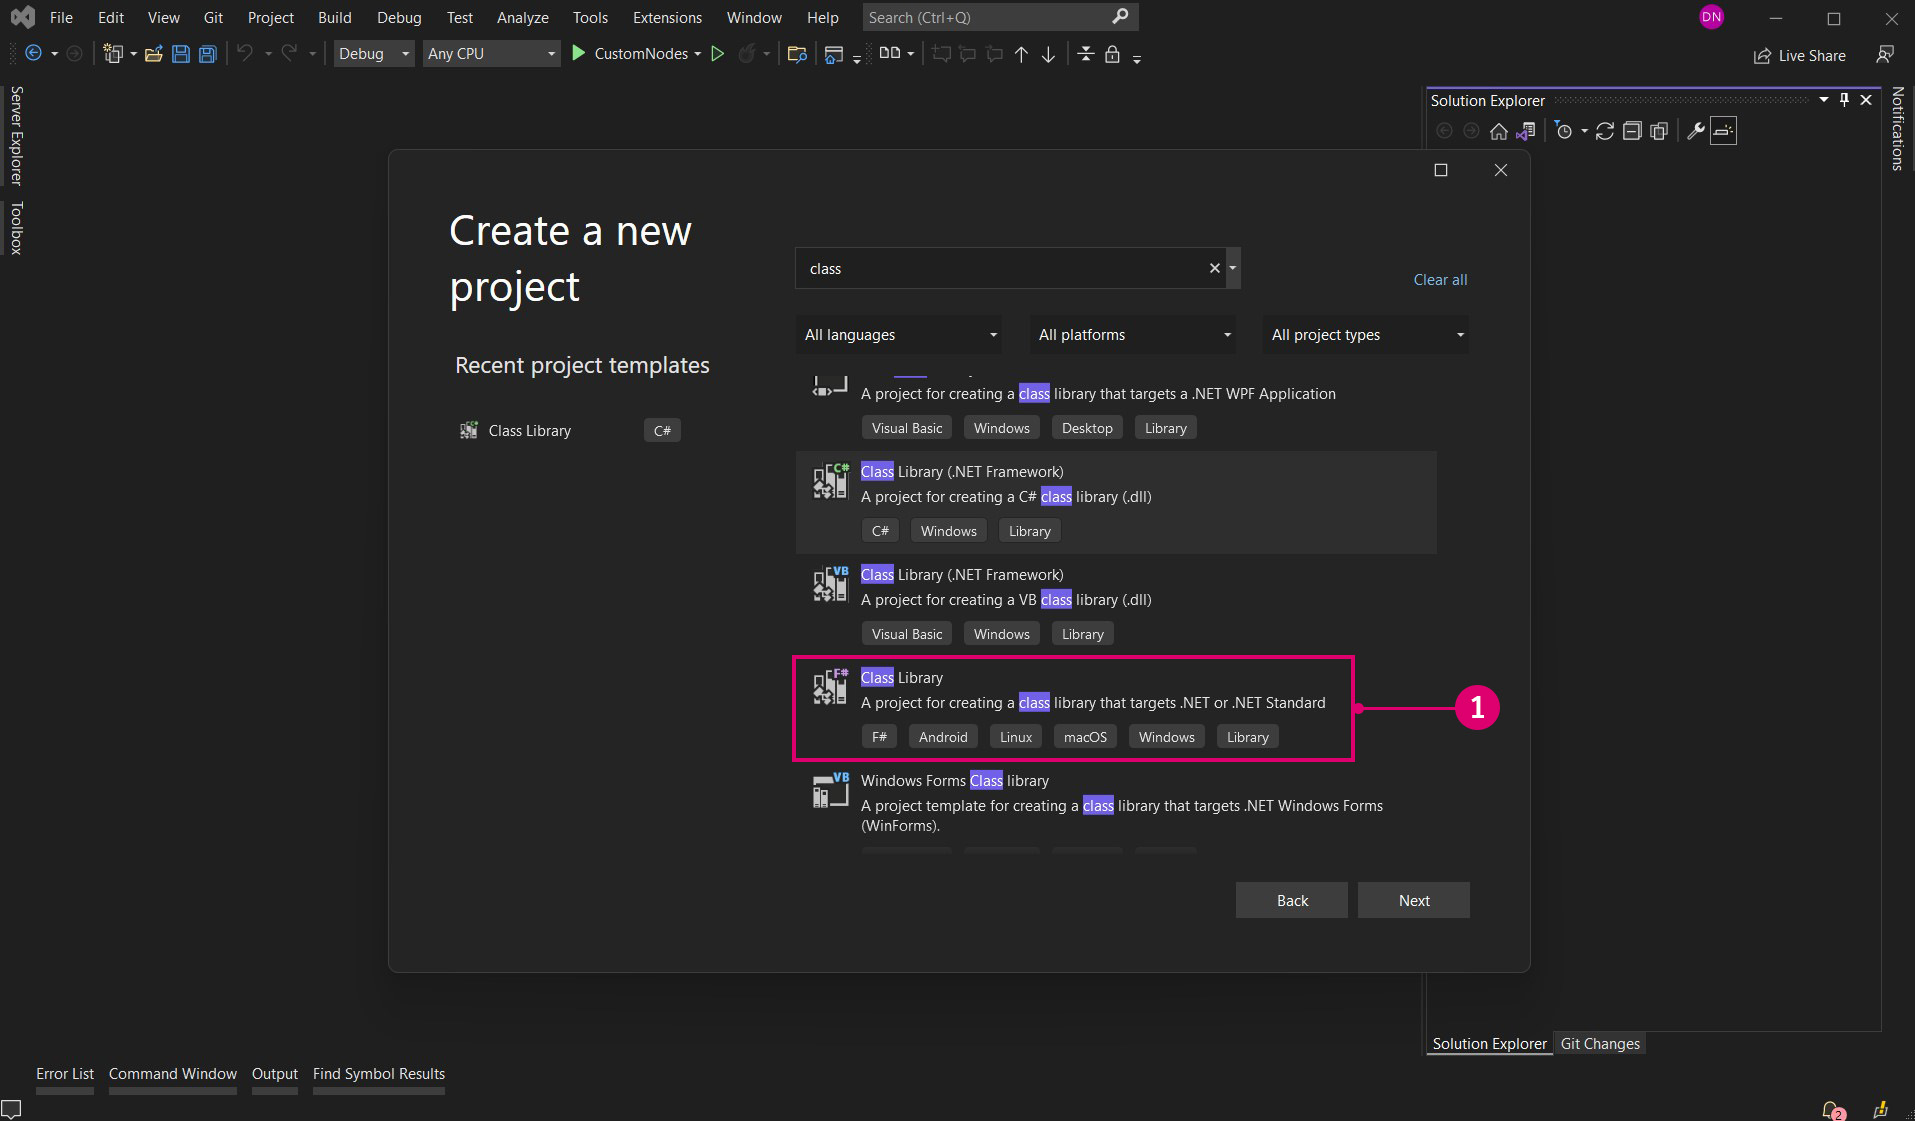 File Edit View Git Project Build Debug Test Analyze Tools Extensions Window Help Search (Ctrl+Q) DN
Debug Any CPU CustomNodes Live Share
Server Explorer
Toolbox
Solution Explorer
Notifications
Create a new
project
class
Clear all
All languages All platforms All project types
Recent project templates
Class Library C#
A project for creating a class library that targets a .NET WPF Application
Visual Basic Windows Desktop Library
C#
Class Library (.NET Framework)
A project for creating a C# class library (.dll)
C# Windows Library
VB
Class Library (.NET Framework)
A project for creating a VB class library (.dll)
Visual Basic Windows Library
F#
Class Library
A project for creating a class library that targets .NET or .NET Standard
F# Android Linux macOS Windows Library
1
VB
Windows Forms Class library
A project template for creating a class library that targets .NET Windows Forms
(WinForms).
Back Next
Solution Explorer Git Changes
Error List Command Window Output Find Symbol Results
2